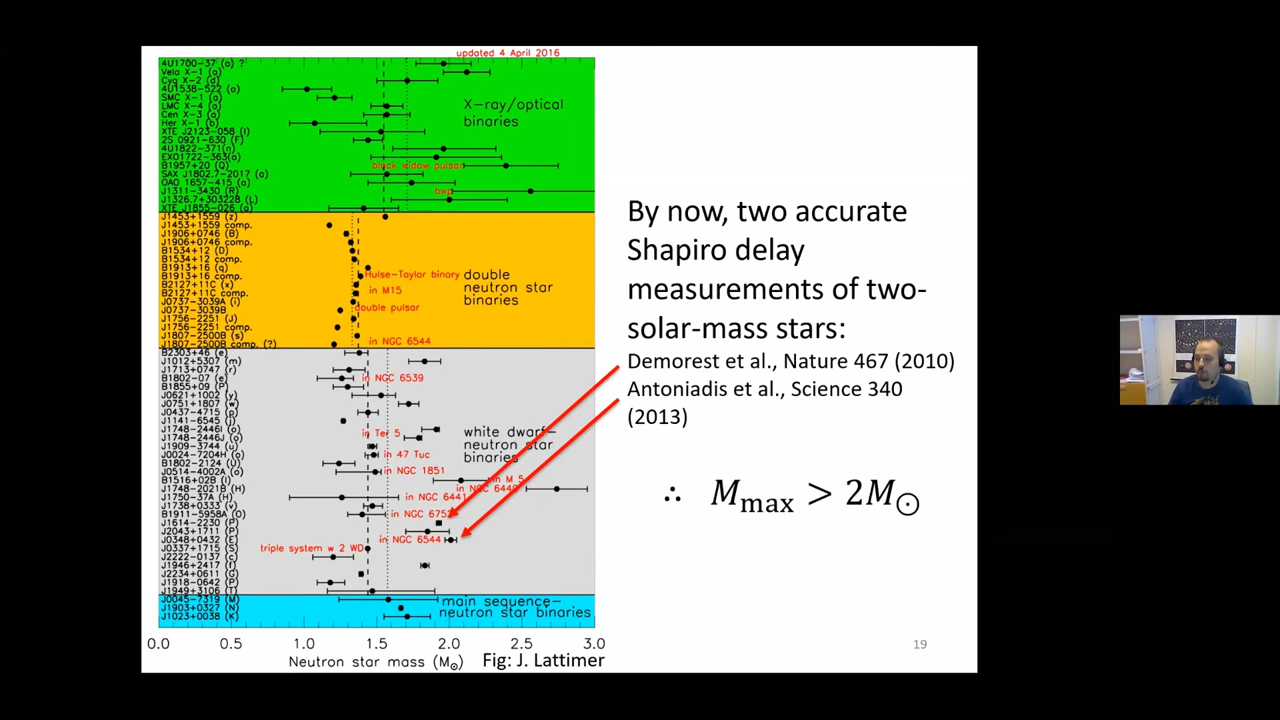 updated 4 April 2016
4U1700-37 (a) ?
Vela X-1 (a)
Cyg X-2 (d)
4U1538-522 (a)
SMC X-1 (a)
LMC X-4 (a)
Cen X-3 (a)
Her X-1 (b)
XTE J2123-058 (l)
2S 0921-630 (F)
4U1822-371(n)
EXO1722-363(a)
B1957+20 (Q)
SAX J1802.7-2017 (a)
OAO 1657-415 (a)
J1311-3430 (R)
J1326.7+30322B (L)
XTE J1855-026 (a)
X-ray/optical
binaries
black widow pulsar
bwp
J1453+1559 (z)
J1453+1559 comp.
J1906+0746 (B)
J1906+0746 comp.
B1534+12 (D)
B1534+12 comp.
B1913+16 (q)
B1913+16 comp.
B2127+11C (x)
B2127+11C comp.
J0737-3039A (i)
J0737-3039B
J1756-2251 (J)
J1756-2251 comp.
J1807-2500B (s)
J1807-2500B comp. (?)
Hulse-Taylor binary
in M15
double pulsar
in NGC 6544
double
neutron star
binaries
B2303+46 (e)
J1012+5307 (m)
J1713+0747 (r)
B1802-07 (e)
B1855+09 (P)
J0621+1002 (y)
J0751+1807 (w)
J0437-4715 (p)
J1141-6545 (j)
J1748-2446I (o)
J1748-2446J (o)
J1909-3744 (u)
J0024-7204H (o)
B1802-2124 (U)
J0514-4002A (o)
B1516+02B (l)
J1748-2021B (H)
J1750-37A (H)
J1738+0333 (v)
B1911-5958A (O)
J1614-2230 (P)
J2043+1711 (P)
J0348+0432 (E)
J0337+1715 (S)
J2222-0137 (c)
J1946+2417 (f)
J2234+0611 (G)
J1918-0642 (P)
J1949+3106 (T)
in NGC 6539
in Ter 5
in 47 Tuc
in NGC 1851
in M 5
in NGC 6440
in NGC 6441
in NGC 6752
in NGC 6544
triple system w 2 WD
white dwarf-
neutron star
binaries
J0045-7319 (M)
J1903+0327 (N)
J1023+0038 (K)
main sequence-
neutron star binaries
0.0 0.5 1.0 1.5 2.0 2.5 3.0
Neutron star mass (M⊙)
Fig: J. Lattimer
By now, two accurate
Shapiro delay
measurements of two-
solar-mass stars:
Demorest et al., Nature 467 (2010)
Antoniadis et al., Science 340
(2013)
∴ Mmax > 2M⊙
19